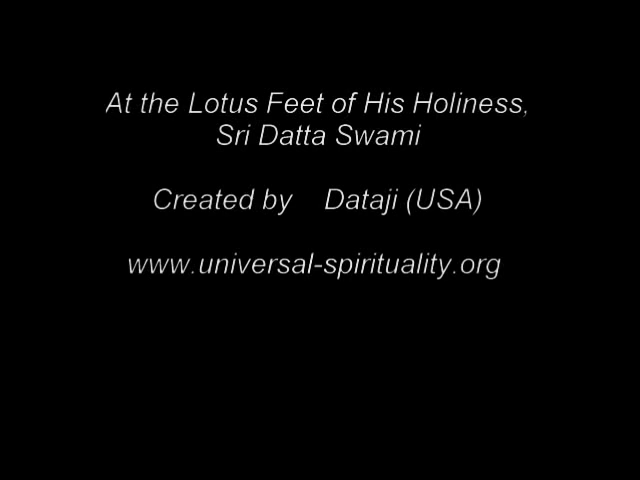 At the Lotus Feet of His Holiness,
Sri Datta Swami
Created by Dataji (USA)
www.universal-spirituality.org